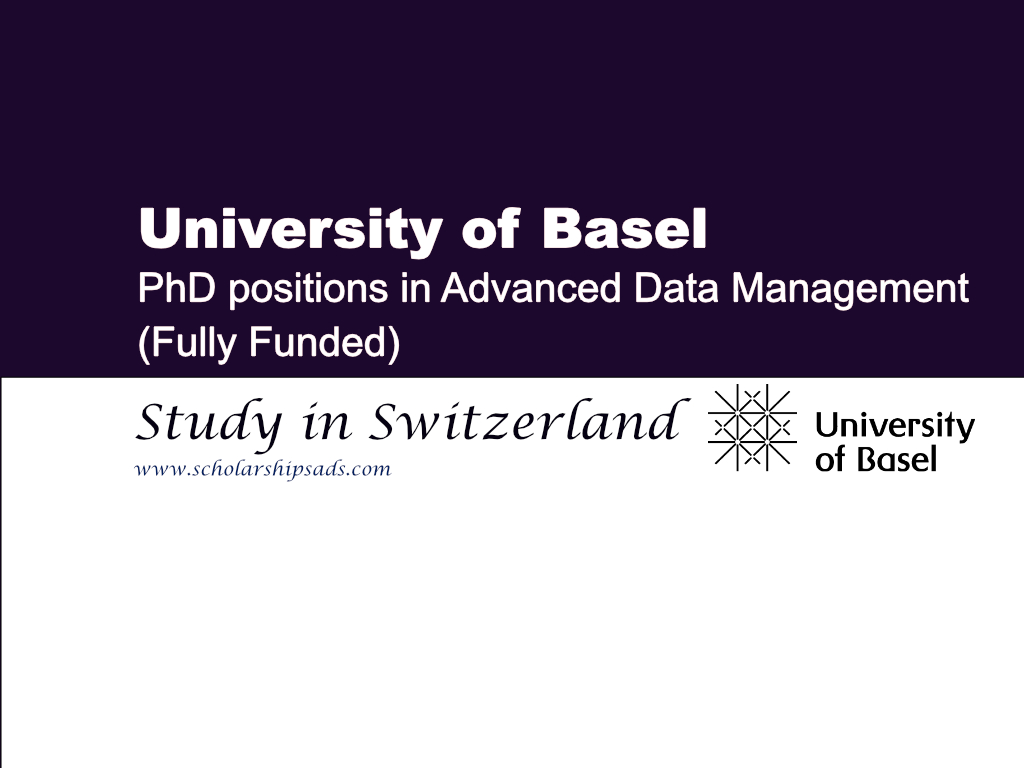 University of Basel
PhD positions in Advanced Data Management
(Fully Funded)
Study in Switzerland
www.scholarshipsads.com
University
of Basel